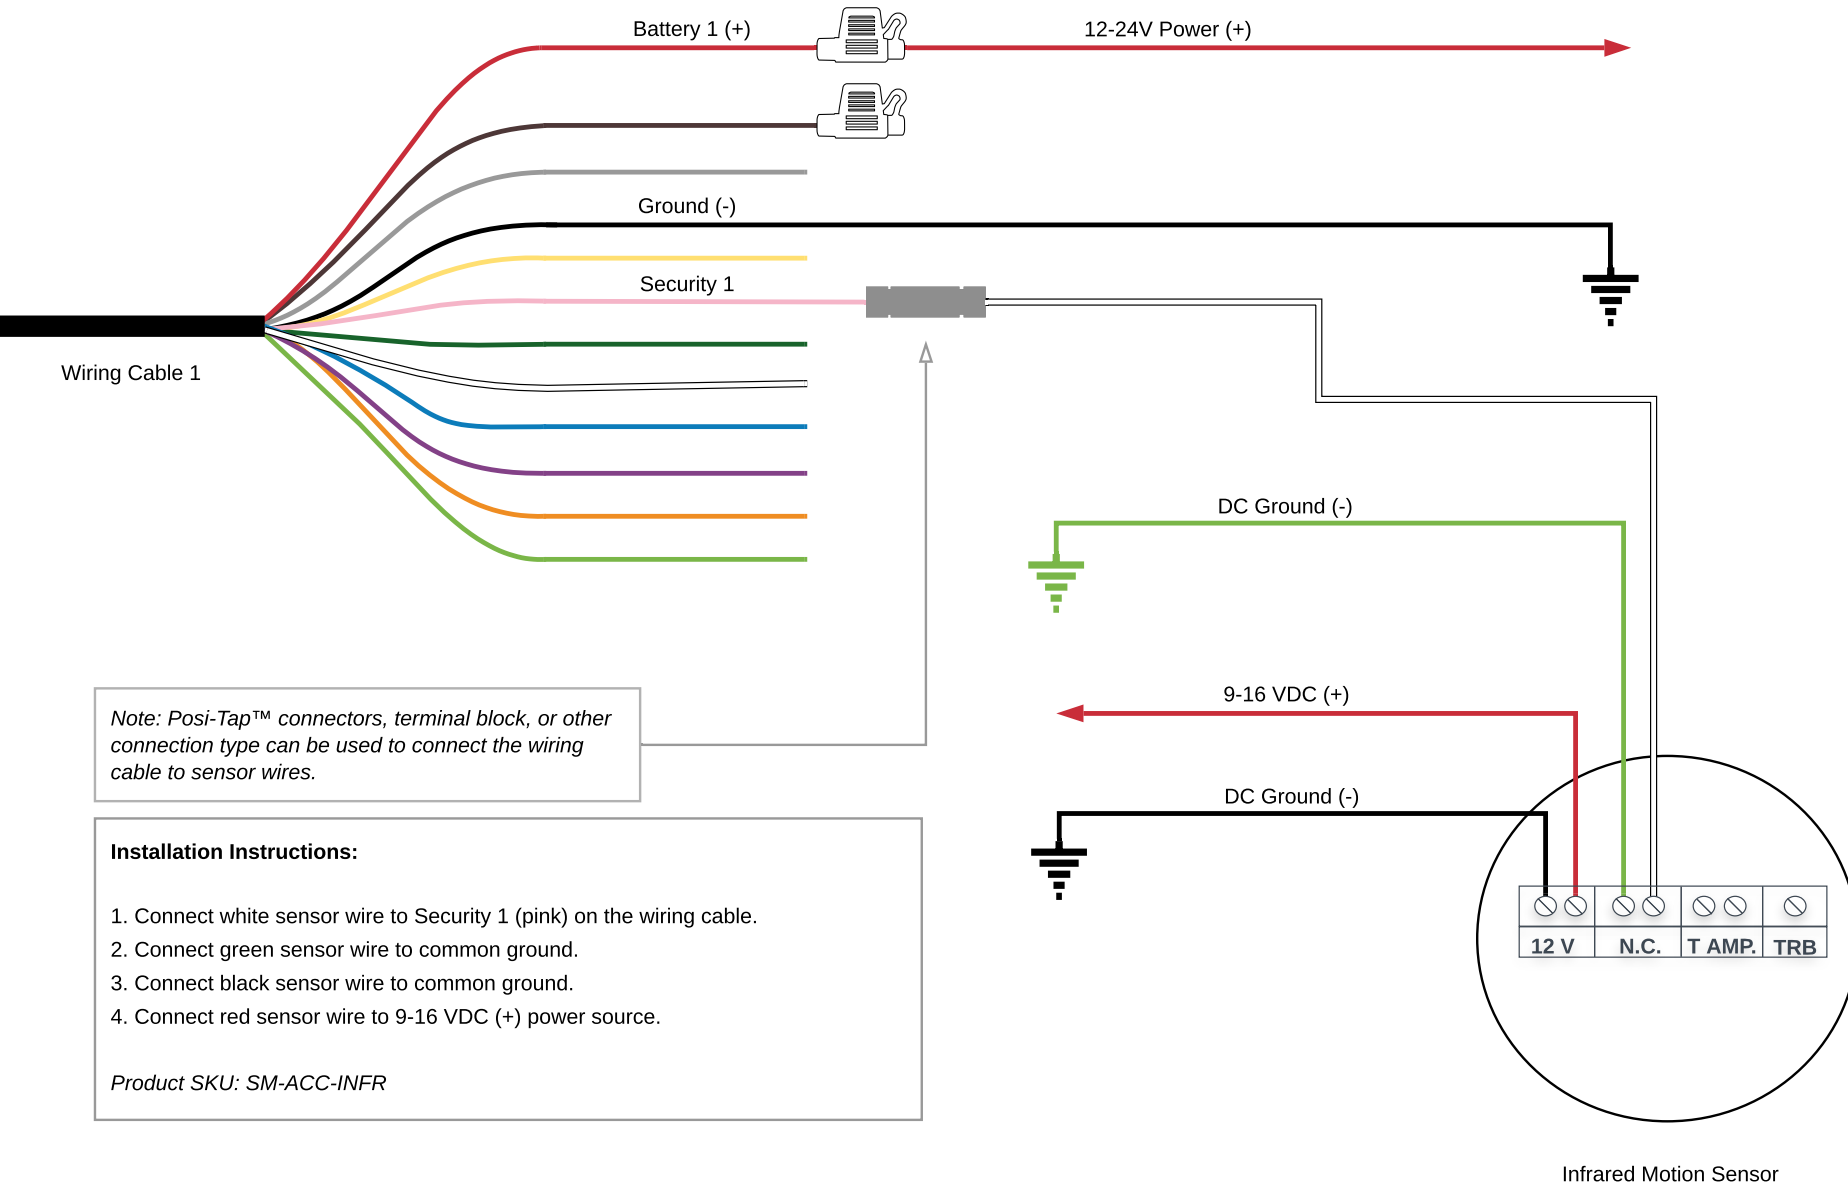 Battery 1 (+)
12-24V Power (+)
Ground (-)
Security 1
Wiring Cable 1
DC Ground (-)
9-16 VDC (+)
Note: Posi-Tap™ connectors, terminal block, or other
connection type can be used to connect the wiring
cable to sensor wires.
DC Ground (-)
Installation Instructions:
1. Connect white sensor wire to Security 1 (pink) on the wiring cable.
2. Connect green sensor wire to common ground.
3. Connect black sensor wire to common ground.
4. Connect red sensor wire to 9-16 VDC (+) power source.
Product SKU: SM-ACC-INFR
12 V
N.C.
T AMP.
TRB
Infrared Motion Sensor